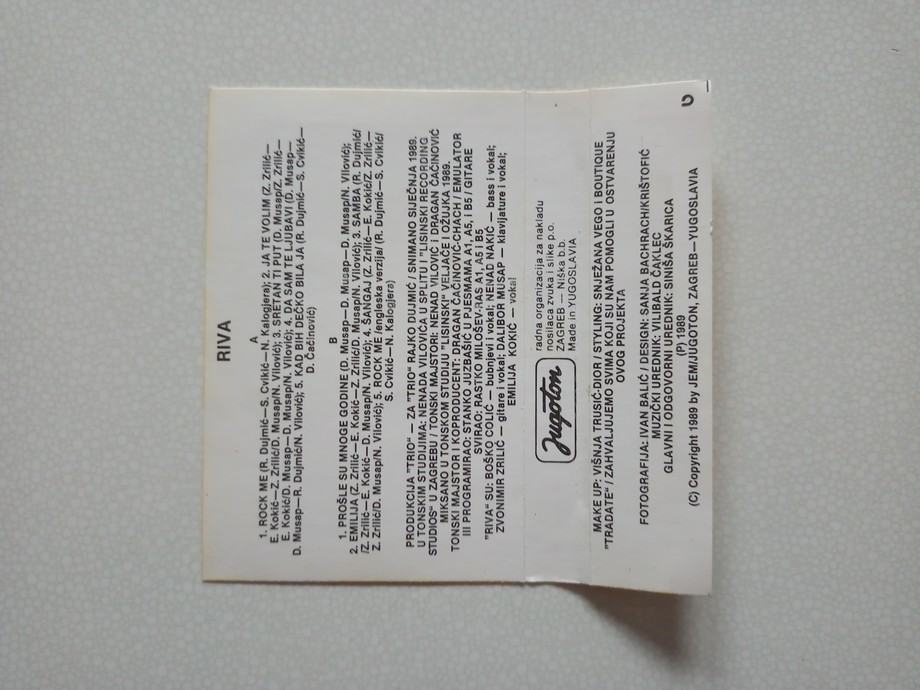 RIVA
A
1. ROCK ME (R. Dujmić—S. Cvikić—N. Kalogjera); 2. JA TE VOLIM (Z. Zrilić—
E. Kokić—Z. Zrilić/D. Musap/N. Vilović); 3. SRETAN TI PUT (D. Musap/Z. Zrilić—
E. Kokić/D. Musap—D. Musap/N. Vilović); 4. DA SAM TE LJUBAVI (D. Musap—
D. Musap—R. Dujmić/N. Vilović); 5. KAD BIH DEČKO BILA JA (R. Dujmić—S. Cvikić—
D. Čačinović)
B
1. PROŠLE SU MNOGE GODINE (D. Musap—D. Musap—D. Musap/N. Vilović);
2. EMILIJA (Z. Zrilić—E. Kokić—Z. Zrilić/D. Musap/N. Vilović); 3. SAMBA (R. Dujmić/
/Z. Zrilić—E. Kokić—D. Musap/N. Vilović); 4. ŠANGAJ (Z. Zrilić—E. Kokić/Z. Zrilić—
Z. Zrilić/D. Musap/N. Vilović); 5. ROCK ME /engleska verzija/ (R. Dujmić—S. Cvikić/
S. Cvikić—N. Kalogjera)
PRODUKCIJA "TRIO" — ZA "TRIO" RAJKO DUJMIĆ / SNIMANO SIJEČNJA 1989.
U TONSKIM STUDIJIMA: NENADA VILOVIĆA U SPLITU I "LISINSKI RECORDING
STUDIOS" U ZAGREBU / TONSKI MAJSTORI: NENAD VILOVIĆ I DRAGAN ČAČINOVIĆ
MIKSANO U TONSKOM STUDIJU "LISINSKI" VELJAČE I OŽUJKA 1989.
TONSKI MAJSTOR I KOPRODUCENT: DRAGAN ČAČINOVIĆ-CHACH / EMULATOR
III PROGRAMIRAO: STANKO JUZBAŠIĆ U PJESMAMA A1, A5, i B5 / GITARE
SVIRAO: RASTKO MILOŠEV-RAS A1, A5 i B5
"RIVA" SU: BOŠKO COLIĆ — bubnjevi i vokal; NENAD NAKIĆ — bass i vokal;
ZVONIMIR ZRILIĆ — gitare i vokal; DALIBOR MUSAP — klavijature i vokal;
EMILIJA KOKIĆ — vokal
Jugoton
radna organizacija za nakladu
nosilaca zvuka i slike p.o.
ZAGREB — Niška b.b.
Made in YUGOSLAVIA
MAKE UP: VIŠNJA TRUSIĆ-DIOR / STYLING: SNJEŽANA VEGO i BOUTIQUE
"TRADATE" / ZAHVALJUJEMO SVIMA KOJI SU NAM POMOGLI U OSTVARENJU
OVOG PROJEKTA
FOTOGRAFIJA: IVAN BALIĆ / DESIGN: SANJA BACHRACH/KRIŠTOFIĆ
MUZIČKI UREDNIK: VILIBALD ČAKLEC
GLAVNI I ODGOVORNI UREDNIK: SINIŠA ŠKARICA
(P) 1989
(C) Copyright 1989 by JEM/JUGOTON, ZAGREB—YUGOSLAVIA